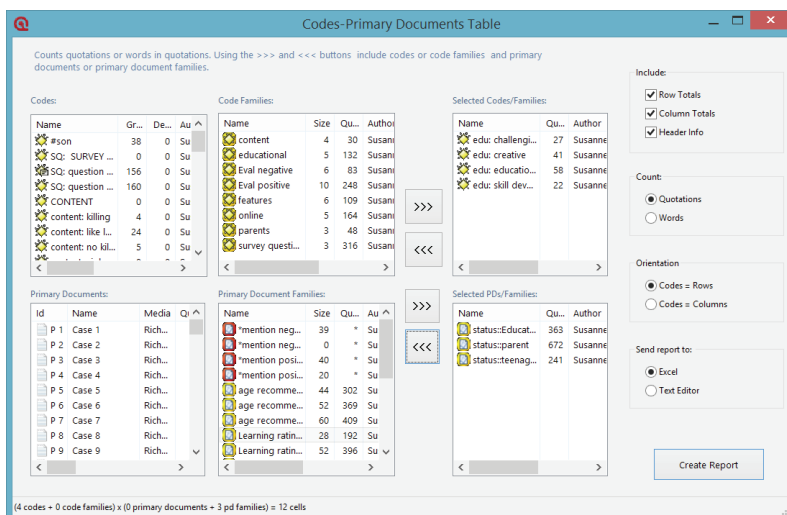 Codes-Primary Documents Table
Counts quotations or words in quotations. Using the >>> and <<< buttons include codes or code families and primary
documents or primary document families.
Codes:
Name Gr... De... Au
#son 38 0 Su
SQ: SURVEY ... 0 0 Su
SQ: question ... 156 0 Su
SQ: question ... 160 0 Su
CONTENT 0 0 Su
content: killing 4 0 Su
content: like l... 24 0 Su
content: no kil... 5 0 Su
Code Families:
Name Size Qu... Author
content 4 30 Susan
educational 5 132 Susan
Eval negative 6 83 Susan
Eval positive 10 248 Susan
features 6 109 Susan
online 5 164 Susan
parents 3 48 Susan
survey questi... 3 316 Susan
>>>
<<<
Selected Codes/Families:
Name Qu... Author
edu: challengi... 27 Susanne
edu: creative 41 Susanne
edu: educatio... 58 Susanne
edu: skill dev... 22 Susanne
Primary Documents:
Id Name Media Q
P 1 Case 1 Rich...
P 2 Case 2 Rich...
P 3 Case 3 Rich...
P 4 Case 4 Rich...
P 5 Case 5 Rich...
P 6 Case 6 Rich...
P 7 Case 7 Rich...
P 8 Case 8 Rich...
P 9 Case 9 Rich...
Primary Document Families:
Name Size Qu... Au
*mention neg... 39 * Su
*mention neg... 0 * Su
*mention posi... 40 * Su
*mention posi... 20 * Su
age recomme... 44 302 Su
age recomme... 52 369 Su
age recomme... 60 409 Su
Learning ratin... 28 192 Su
Learning ratin... 52 396 Su
>>>
<<<
Selected PDs/Families:
Name Qu... Author
status::Educat... 363 Susanne
status::parent 672 Susanne
status::teenag... 241 Susanne
Include:
Row Totals
Column Totals
Header Info
Count:
Quotations
Words
Orientation
Codes = Rows
Codes = Columns
Send report to:
Excel
Text Editor
Create Report
(4 codes + 0 code families) x (0 primary documents + 3 pd families) = 12 cells